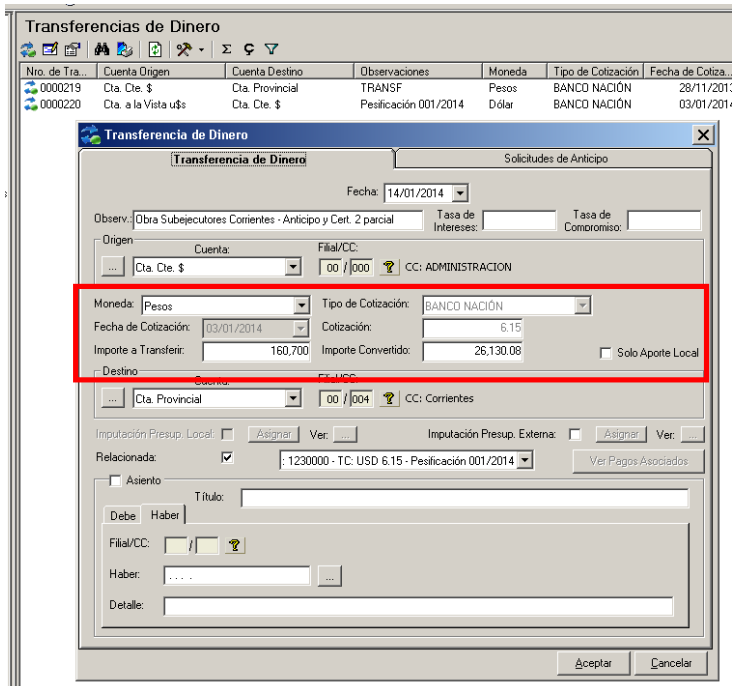 Transferencias de Dinero
Σ Ç
Nro. de Tra... Cuenta Origen Cuenta Destino Observaciones Moneda Tipo de Cotización Fecha de Cotiza...
0000219 Cta. Cte. $ Cta. Provincial TRANSF Pesos BANCO NACIÓN 28/11/2013
0000220 Cta. a la Vista u$s Cta. Cte. $ Pesificación 001/2014 Dólar BANCO NACIÓN 03/01/2014
Transferencia de Dinero
Transferencia de Dinero Solicitudes de Anticipo
Fecha: 14/01/2014
Observ.: Obra Subejecutores Corrientes - Anticipo y Cert. 2 parcial Tasa de Intereses: Tasa de Compromiso:
Origen
Cuenta: Filial/CC:
... Cta. Cte. $ 00 / 000 ? CC: ADMINISTRACION
Moneda: Pesos Tipo de Cotización: BANCO NACIÓN
Fecha de Cotización: 03/01/2014 Cotización: 6.15
Importe a Transferir: 160,700 Importe Convertido: 26,130.08 Solo Aporte Local
Destino
Cuenta: Filial/CC:
... Cta. Provincial 00 / 004 ? CC: Corrientes
Imputación Presup. Local: Asignar Ver: ... Imputación Presup. Externa: Asignar Ver: ...
Relacionada: : 1230000 - TC: USD 6.15 - Pesificación 001/2014 Ver Pagos Asociados
Asiento
Título:
Debe Haber
Filial/CC: / ?
Haber: . . . . ...
Detalle:
Aceptar Cancelar